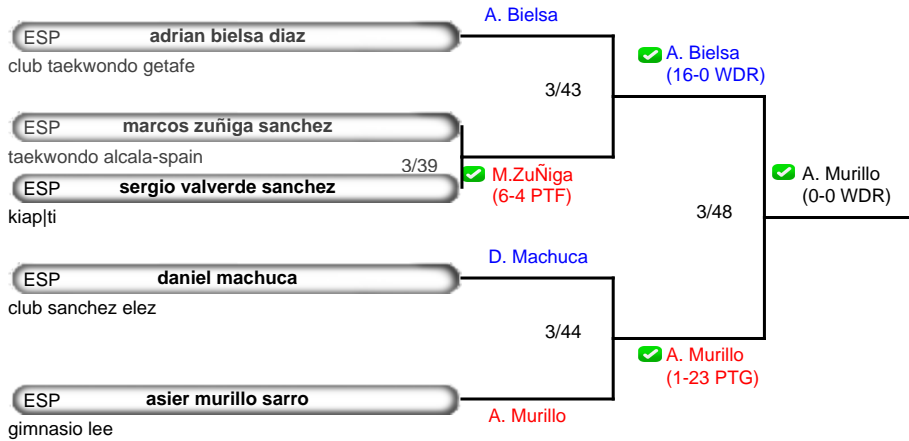 A. Bielsa
ESP adrian bielsa diaz
club taekwondo getafe
A. Bielsa
(16-0 WDR)
3/43
ESP marcos zuñiga sanchez
taekwondo alcala-spain
3/39
M.ZuÑiga
(6-4 PTF)
A. Murillo
(0-0 WDR)
ESP sergio valverde sanchez
kiap|ti
3/48
D. Machuca
ESP daniel machuca
club sanchez elez
3/44
A. Murillo
(1-23 PTG)
ESP asier murillo sarro
A. Murillo
gimnasio lee